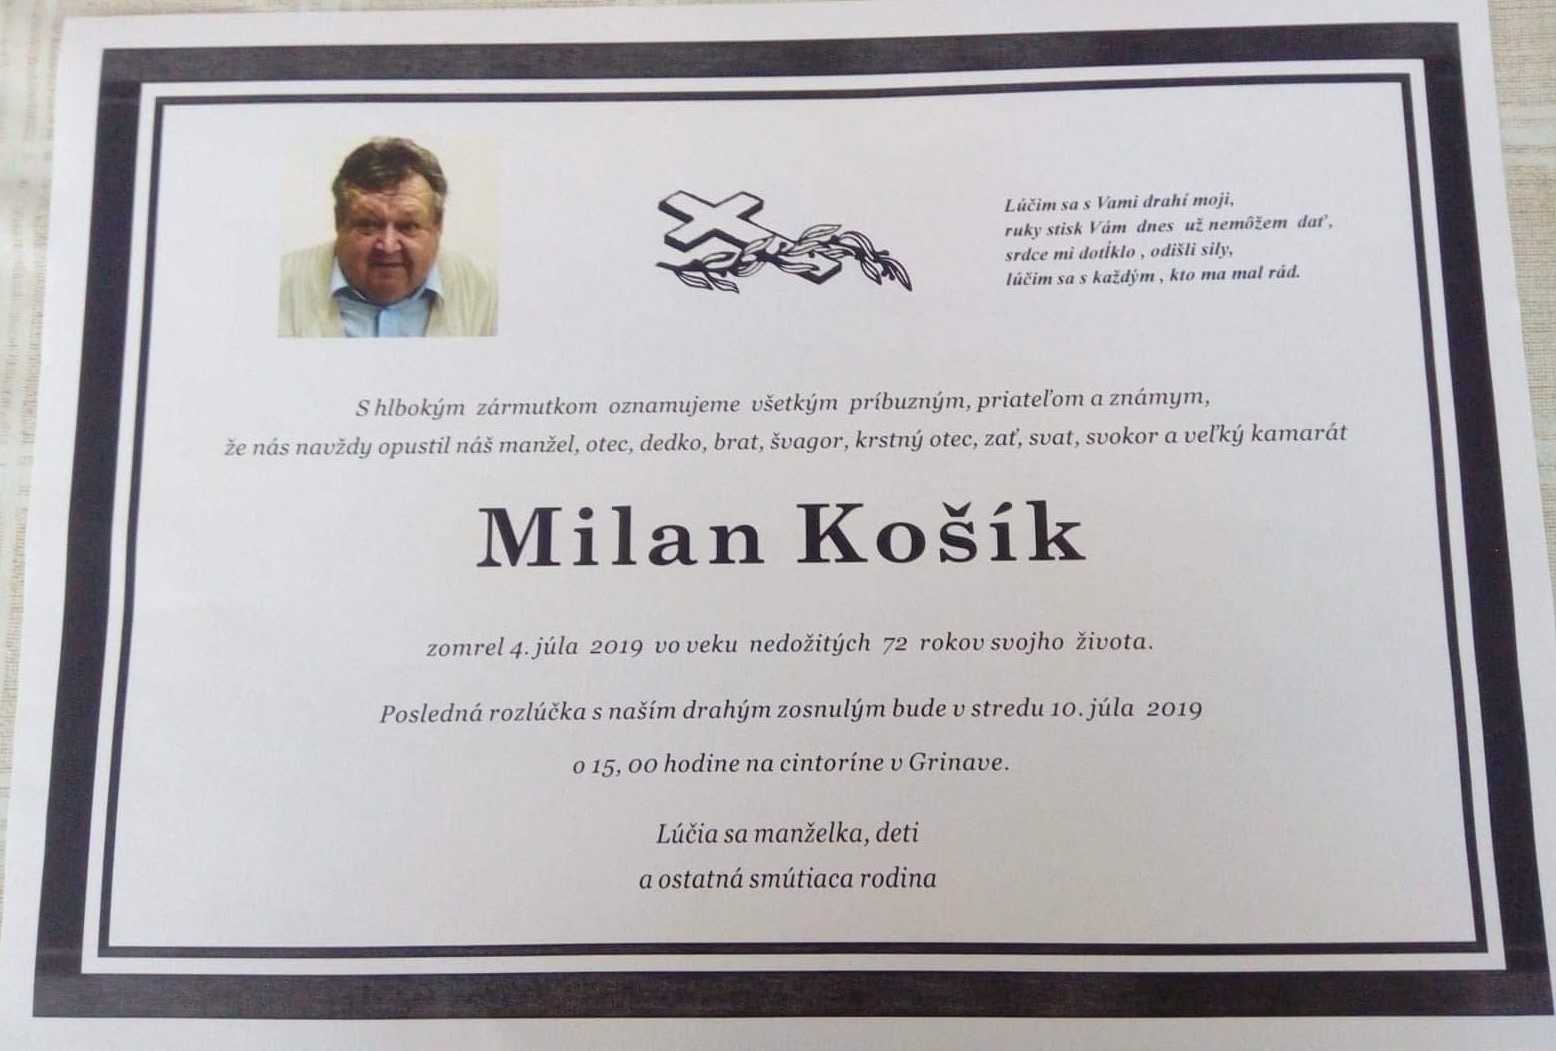 Lúčim sa s Vami drahí moji,
ruky stisk Vám dnes už nemôžem dať,
srdce mi dotĺklo , odišli sily,
lúčim sa s každým , kto ma mal rád.
S hlbokým zármutkom oznamujeme všetkým príbuzným, priateľom a známym,
že nás navždy opustil náš manžel, otec, dedko, brat, švagor, krstný otec, zať, svat, svokor a veľký kamarát
Milan Košík
zomrel 4. júla 2019 vo veku nedožitých 72 rokov svojho života.
Posledná rozlúčka s naším drahým zosnulým bude v stredu 10. júla 2019
o 15, 00 hodine na cintoríne v Grinave.
Lúčia sa manželka, deti
a ostatná smútiaca rodina